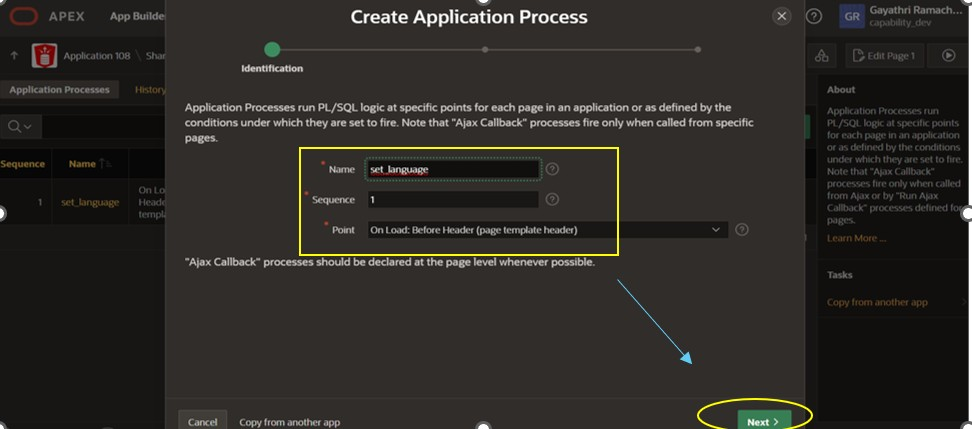 APEX
App Builde
Create Application Process
GR
Gayathri Ramach...
capability_dev
Application 108 \ Shar
Identification
Edit Page 1
Application Processes
History
About
Application Processes run PL/SQL logic at specific points for each page in an application or as defined by the
conditions under which they are set to fire. Note that "Ajax Callback" processes fire only when called from specific
pages.
Application Processes run
PL/SQL logic at specific points
for each page in an application
or as defined by the
conditions under which they
are set to fire.
Note that "Ajax Callback"
processes fire only when called
from Ajax or by "Run Ajax
Callback" processes defined for
pages.
Learn More ...
Sequence
Name
1
set_language
On Lo
Heade
templa
* Name set_language
* Sequence 1
* Point On Load: Before Header (page template header)
"Ajax Callback" processes should be declared at the page level whenever possible.
Tasks
Copy from another app
Cancel
Copy from another app
Next >